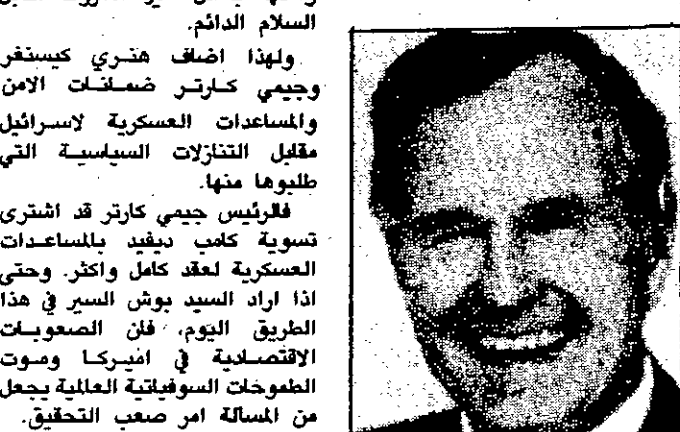 السلام الدائم.
ولهذا اضاف هنري كيسنغر
وجيمي كارتر ضمانات الامن
والمساعدات العسكرية لاسرائيل
مقابل التنازلات السياسية التي
طلبوها منها.
فالرئيس جيمي كارتر قد اشترى
تسوية كامب ديفيد بالمساعدات
العسكرية لعقد كامل واكثر. وحتى
اذا اراد السيد بوش السير في هذا
الطريق اليوم، فان الصعوبات
الاقتصادية في اميركا وموت
الطموحات السوفياتية العالمية يجعل
من المسالة امر صعب التحقيق.